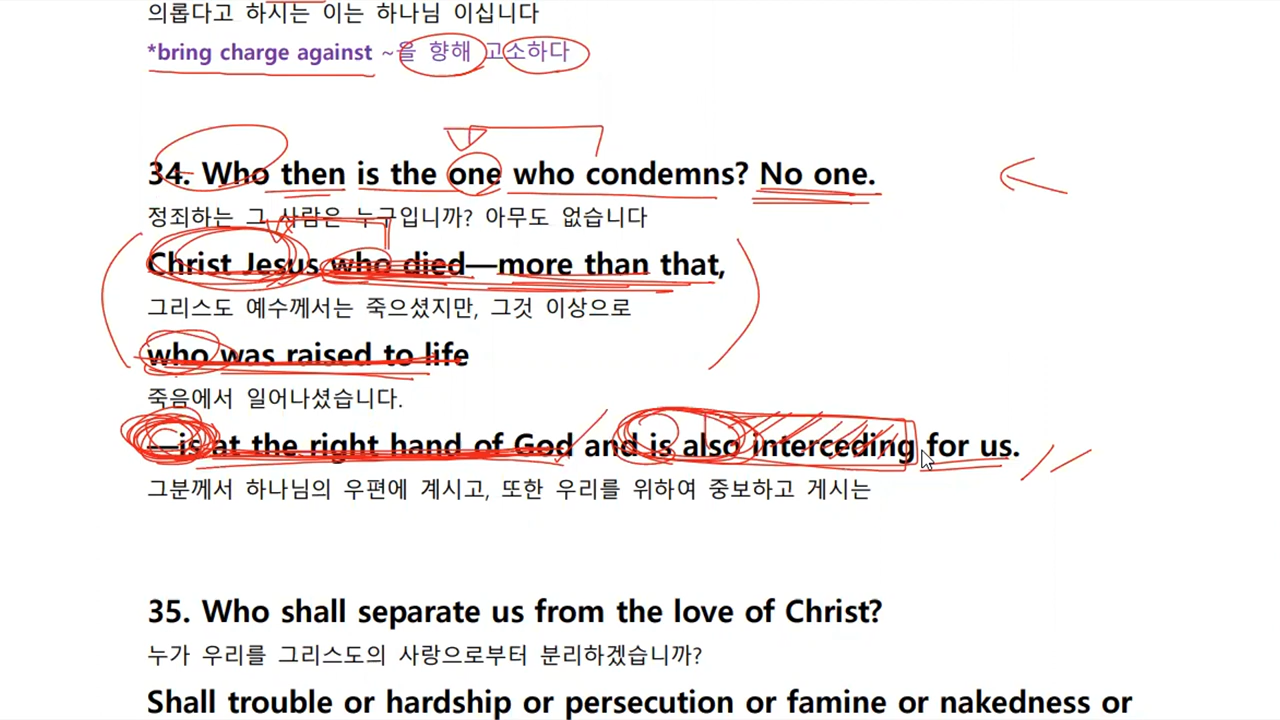 의롭다고 하시는 이는 하나님 이십니다
*bring charge against ~을 향해 고소하다
34. Who then is the one who condemns? No one.
정죄하는 그 사람은 누구입니까? 아무도 없습니다
Christ Jesus who died—more than that,
그리스도 예수께서는 죽으셨지만, 그것 이상으로
who was raised to life
죽음에서 일어나셨습니다.
—is at the right hand of God and is also interceding for us.
그분께서 하나님의 우편에 계시고, 또한 우리를 위하여 중보하고 게시는
35. Who shall separate us from the love of Christ?
누가 우리를 그리스도의 사랑으로부터 분리하겠습니까?
Shall trouble or hardship or persecution or famine or nakedness or